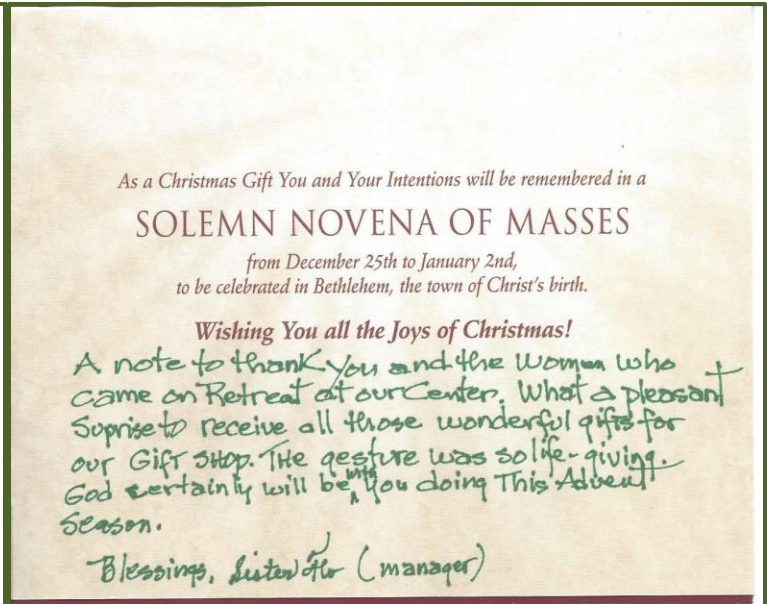 As a Christmas Gift You and Your Intentions will be remembered in a
SOLEMN NOVENA OF MASSES
from December 25th to January 2nd,
to be celebrated in Bethlehem, the town of Christ's birth.
Wishing You all the Joys of Christmas!
A note to thank you and the Women who
came on Retreat at our Center. What a pleasant
Suprise to receive all those wonderful gifts for
our Gift SHOP. THe gesture was so life-giving.
God certainly will be with you doing This Advent
Season.
Blessings, Sister Flo (manager)